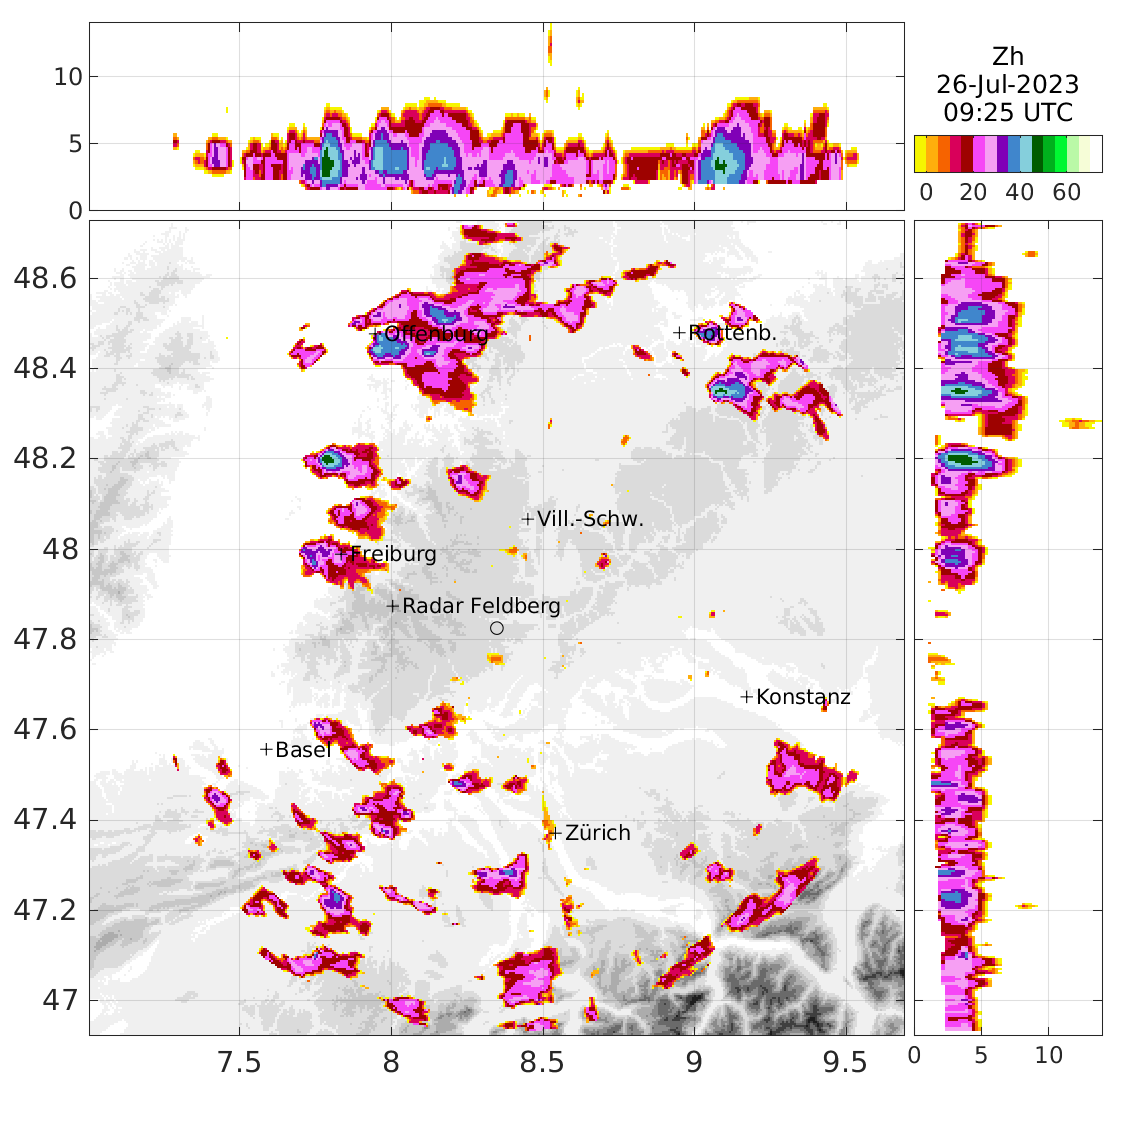 10
5
0
Zh
26-Jul-2023
09:25 UTC
0 20 40 60
48.6
48.4
48.2
48
47.8
47.6
47.4
47.2
47
+Offenburg
+Rottenb.
+Vill.-Schw.
+Freiburg
+Radar Feldberg
+Konstanz
+Basel
+Zürich
7.5 8 8.5 9 9.5
0 5 10